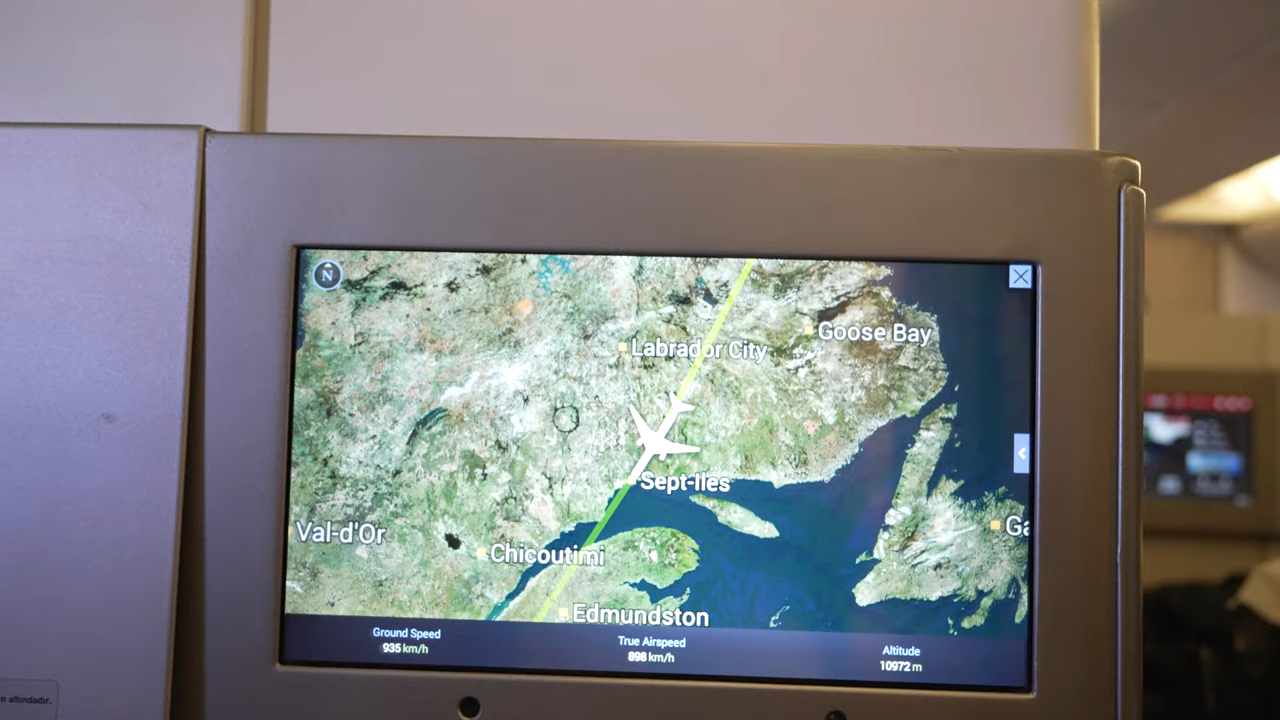 N
Goose Bay
Labrador City
Sept-Iles
Val-d'Or
Ga
Chicoutimi
Edmundston
Ground Speed
935 km/h
True Airspeed
898 km/h
Altitude
10972 m
n altındadır.